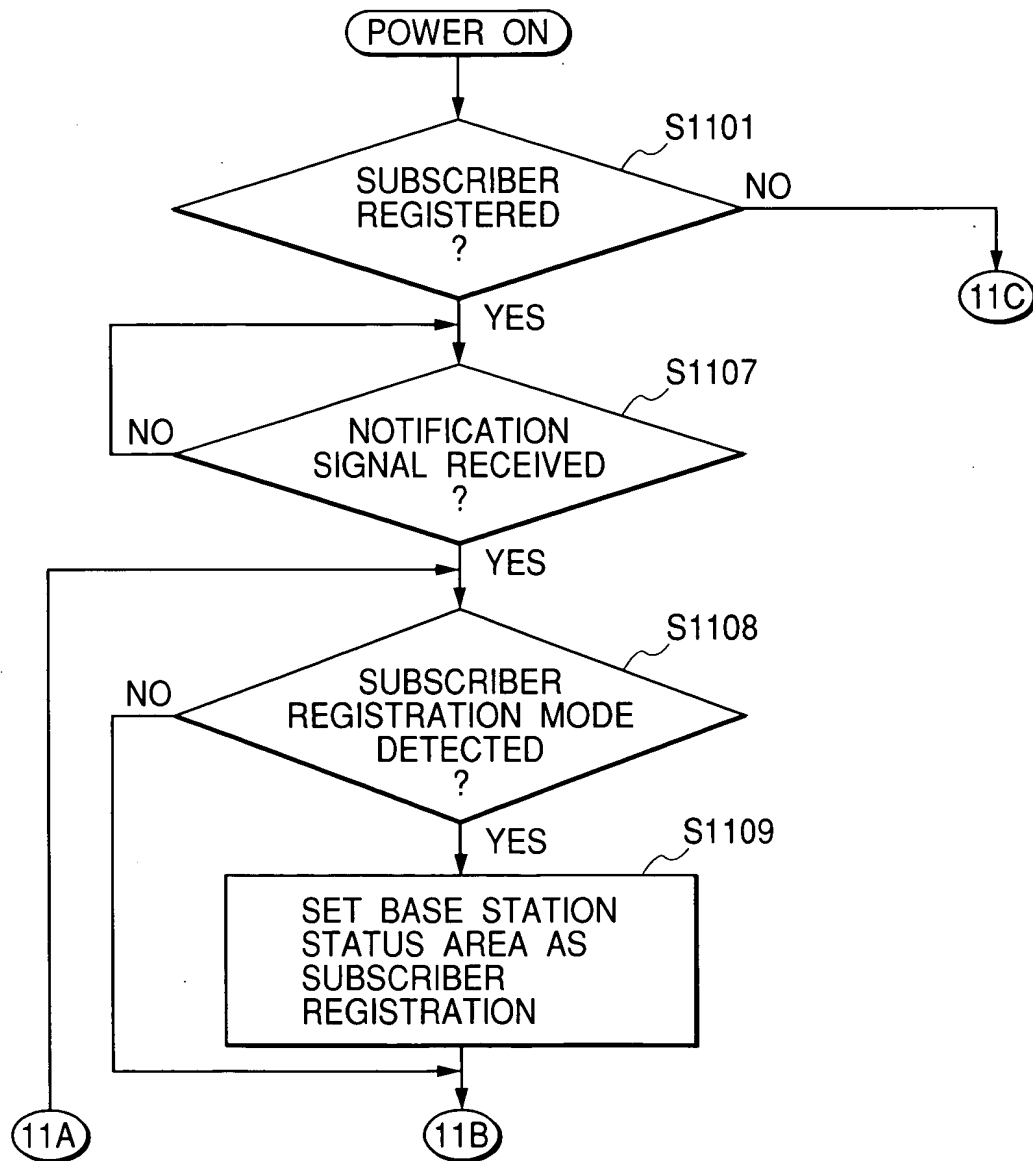 POWER ON
S1101
SUBSCRIBER
REGISTERED
?
NO
11C
YES
S1107
NOTIFICATION
SIGNAL RECEIVED
?
NO
YES
S1108
SUBSCRIBER
REGISTRATION MODE
DETECTED
?
NO
YES
S1109
SET BASE STATION
STATUS AREA AS
SUBSCRIBER
REGISTRATION
11A
11B